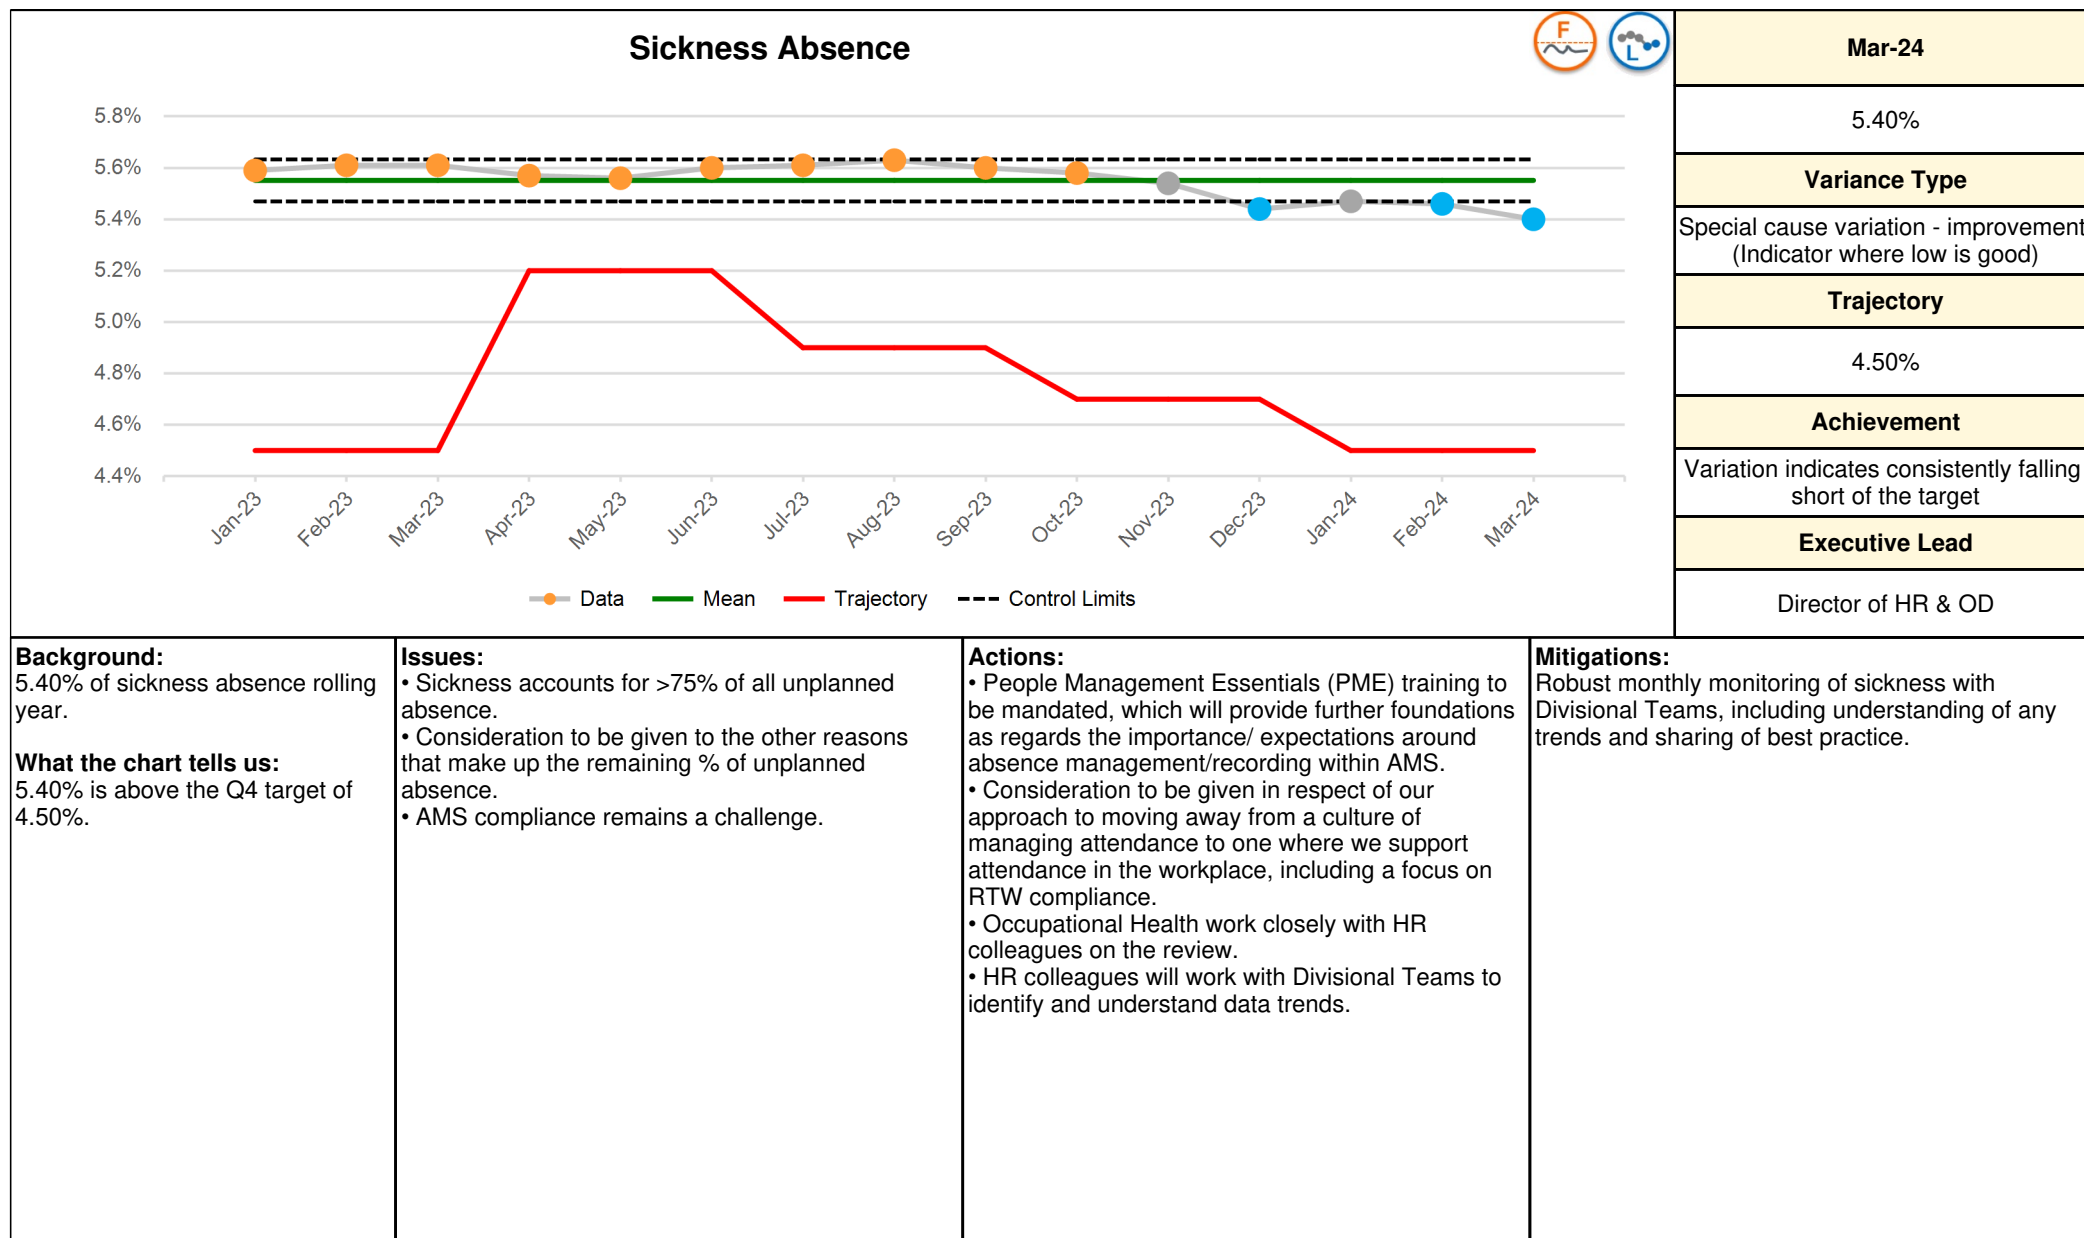 Sickness Absence
F
L
5.8%
5.6%
5.4%
5.2%
5.0%
4.8%
4.6%
4.4%
Jan-23
Feb-23
Mar-23
Apr-23
May-23
Jun-23
Jul-23
Aug-23
Sep-23
Oct-23
Nov-23
Dec-23
Jan-24
Feb-24
Mar-24
Data
Mean
Trajectory
Control Limits
Mar-24
5.40%
Variance Type
Special cause variation - improvement
(Indicator where low is good)
Trajectory
4.50%
Achievement
Variation indicates consistently falling
short of the target
Executive Lead
Director of HR & OD
Background:
5.40% of sickness absence rolling
year.
What the chart tells us:
5.40% is above the Q4 target of
4.50%.
Issues:
• Sickness accounts for >75% of all unplanned
absence.
• Consideration to be given to the other reasons
that make up the remaining % of unplanned
absence.
• AMS compliance remains a challenge.
Actions:
• People Management Essentials (PME) training to
be mandated, which will provide further foundations
as regards the importance/ expectations around
absence management/recording within AMS.
• Consideration to be given in respect of our
approach to moving away from a culture of
managing attendance to one where we support
attendance in the workplace, including a focus on
RTW compliance.
• Occupational Health work closely with HR
colleagues on the review.
• HR colleagues will work with Divisional Teams to
identify and understand data trends.
Mitigations:
Robust monthly monitoring of sickness with
Divisional Teams, including understanding of any
trends and sharing of best practice.